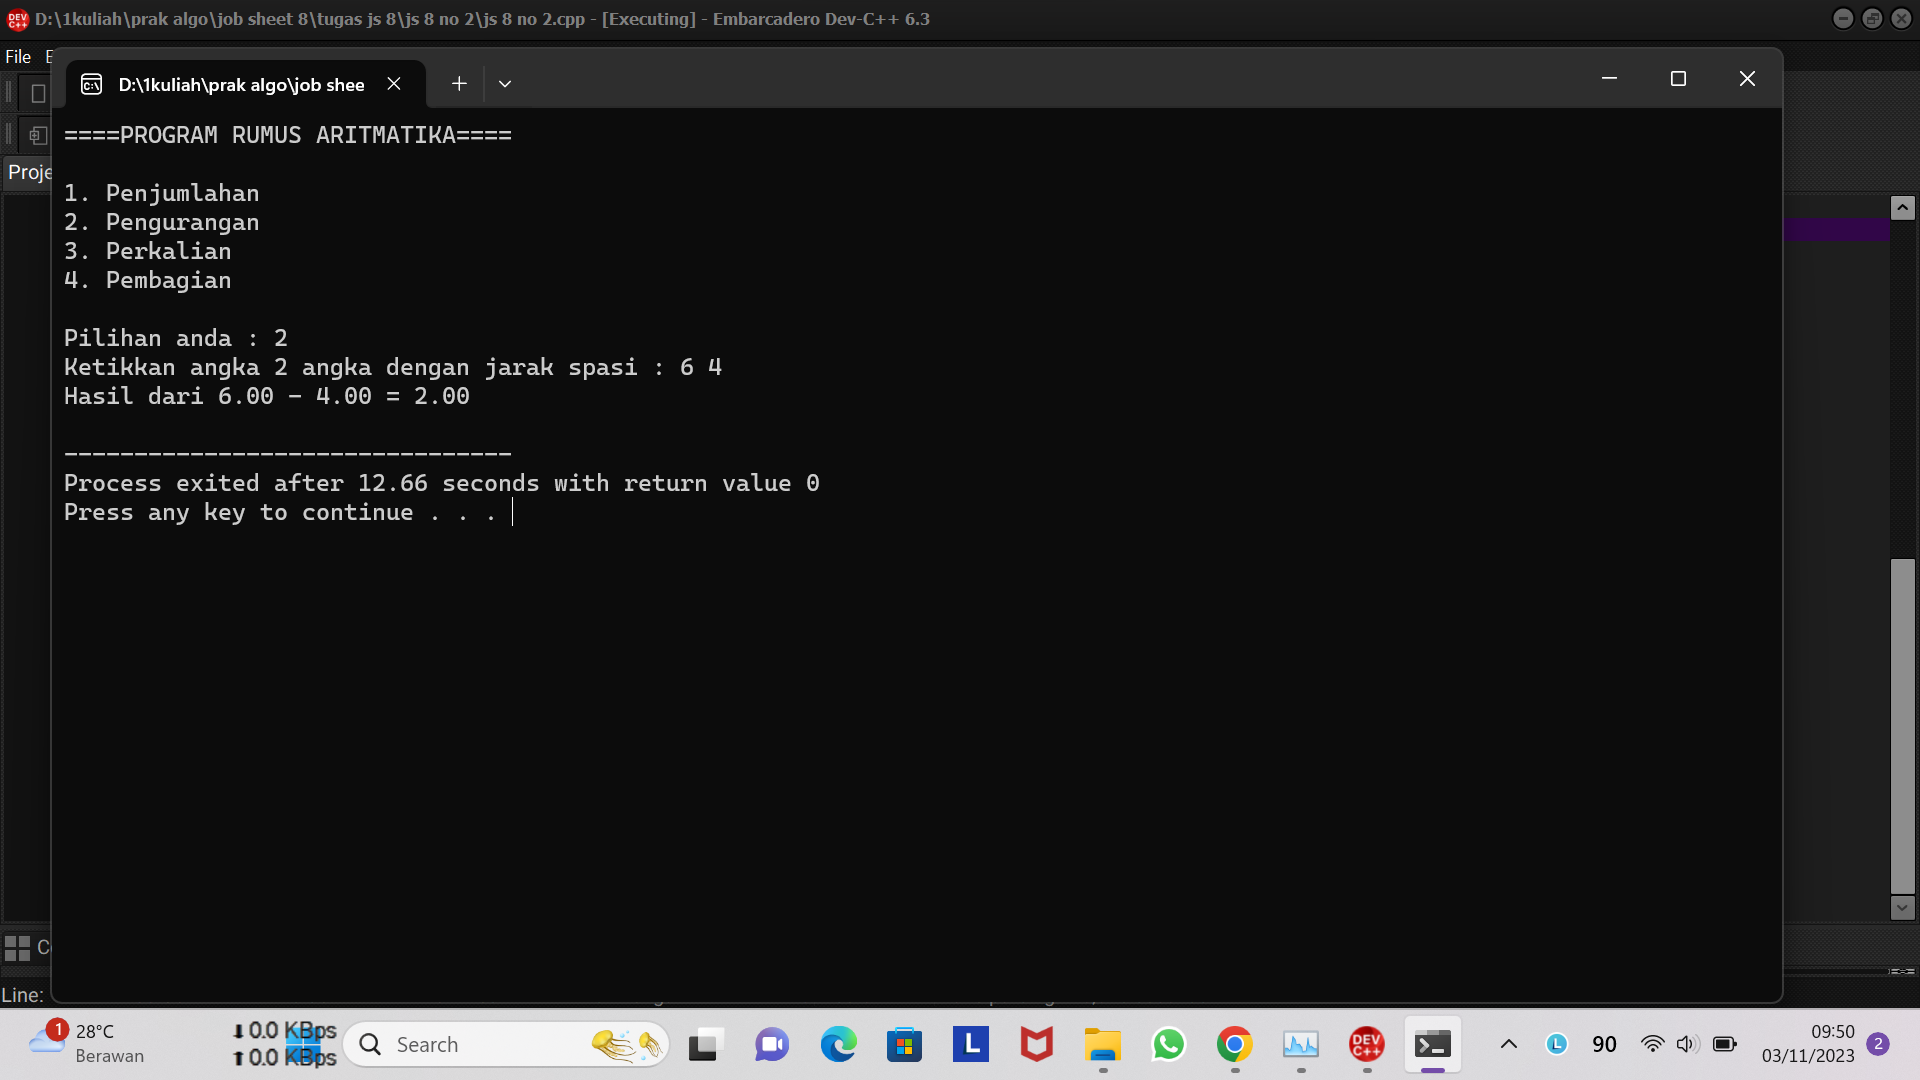 D:\1kuliah\prak algo\job sheet 8\tugas js 8\js 8 no 2\js 8 no 2.cpp - [Executing] - Embarcadero Dev-C++ 6.3
File E
D:\1kuliah\prak algo\job shee
Proje
====PROGRAM RUMUS ARITMATIKA====
1. Penjumlahan
2. Pengurangan
3. Perkalian
4. Pembagian
Pilihan anda : 2
Ketikkan angka 2 angka dengan jarak spasi : 6 4
Hasil dari 6.00 - 4.00 = 2.00
--------------------------------
Process exited after 12.66 seconds with return value 0
Press any key to continue . . .
C
Line:
1
28°C
Berawan
0.0 KBps
0.0 KBps
Search
L
DEV C++
L
90
09:50
03/11/2023
2